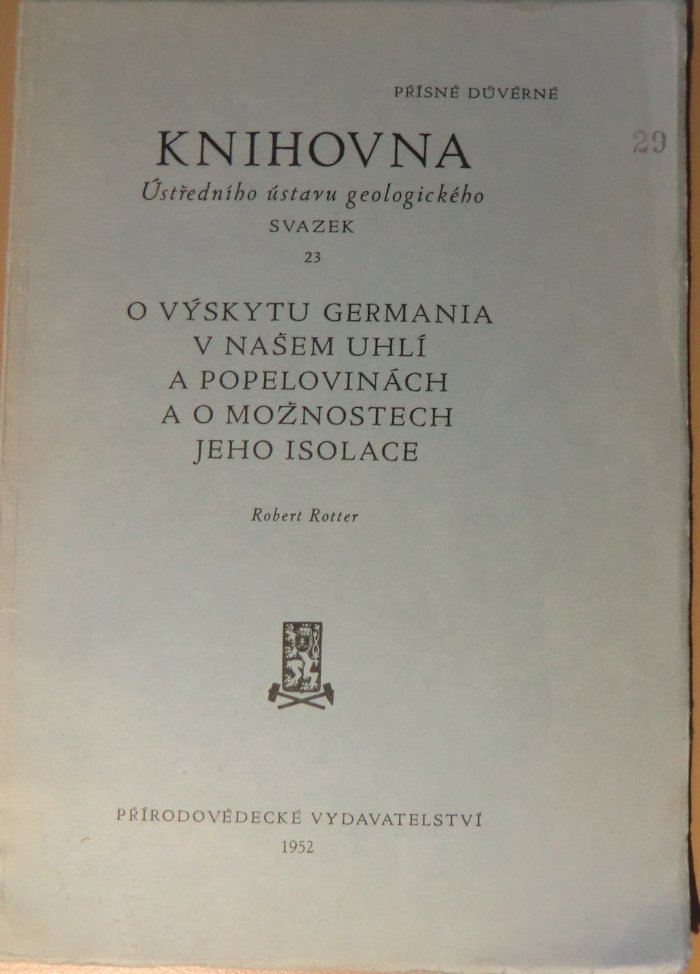 PŘÍSNĚ DŮVĚRNÉ
29
KNIHOVNA
Ústředního ústavu geologického
SVAZEK
23
O VÝSKYTU GERMANIA
V NAŠEM UHLÍ
A POPELOVINÁCH
A O MOŽNOSTECH
JEHO ISOLACE
Robert Rotter
PŘÍRODOVĚDECKÉ VYDAVATELSTVÍ
1952